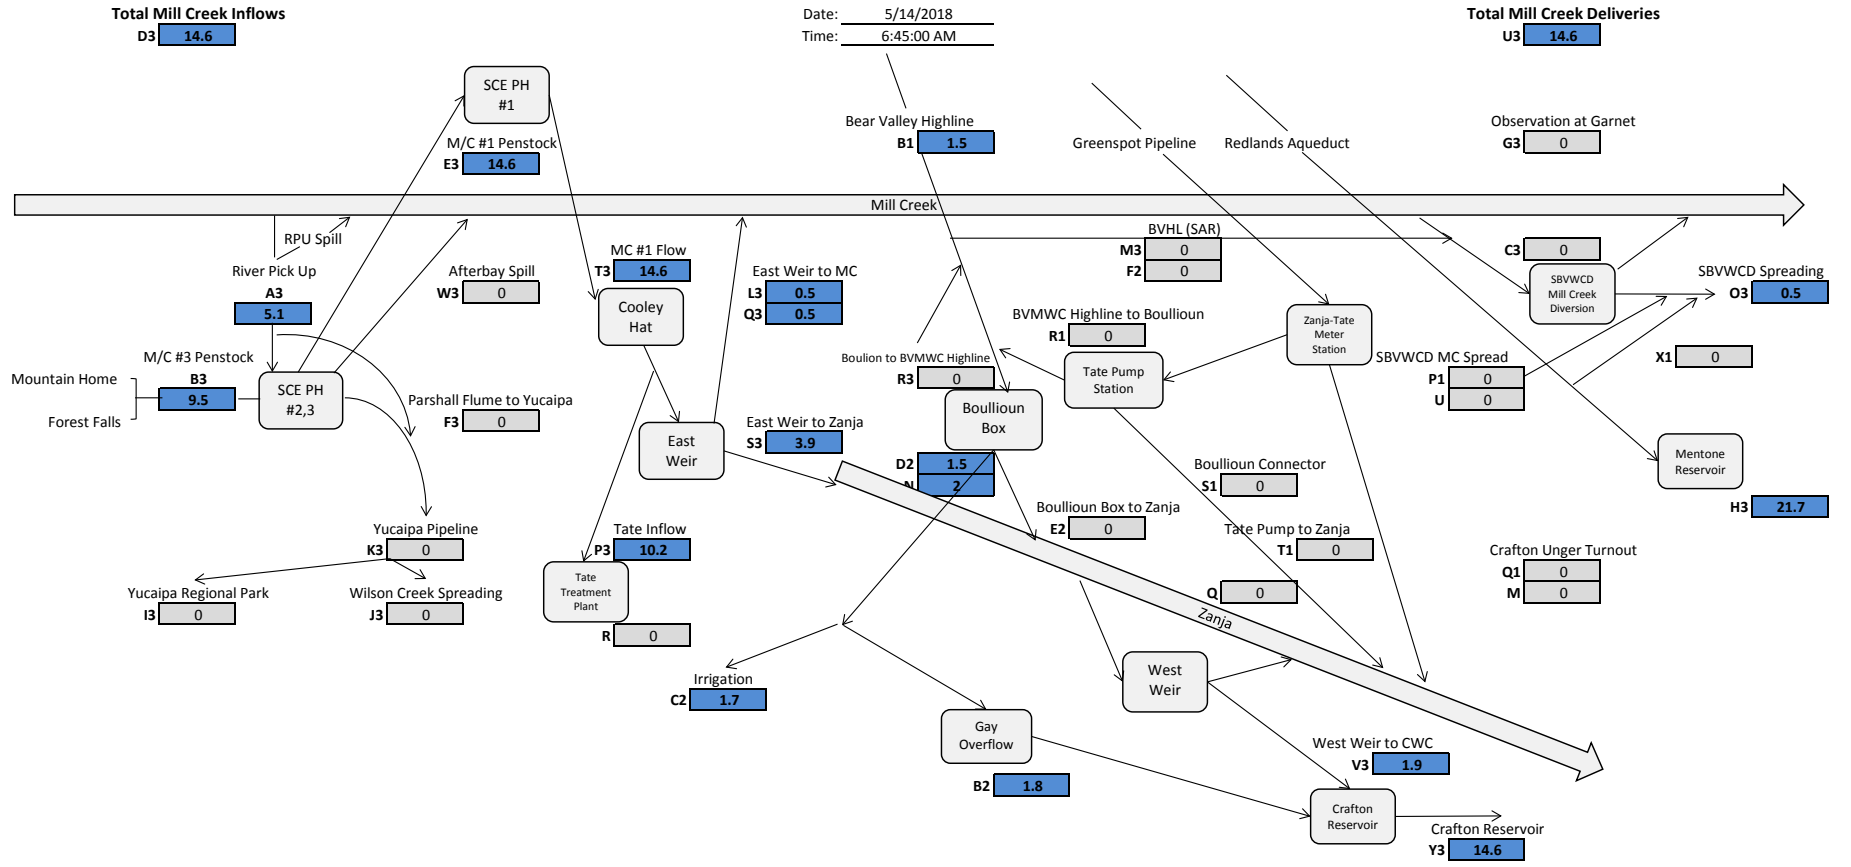 Total Mill Creek Inflows
D3 14.6
Date: 5/14/2018
Time: 6:45:00 AM
Total Mill Creek Deliveries
U3 14.6
SCE PH
#1
M/C #1 Penstock
E3 14.6
Bear Valley Highline
B1 1.5
Greenspot Pipeline
Redlands Aqueduct
Observation at Garnet
G3 0
Mill Creek
RPU Spill
River Pick Up
A3
5.1
Afterbay Spill
W3 0
MC #1 Flow
T3 14.6
Cooley
Hat
East Weir to MC
L3 0.5
Q3 0.5
BVHL (SAR)
M3 0
F2 0
C3 0
SBVWCD
Mill Creek
Diversion
SBVWCD Spreading
O3 0.5
BVMWC Highline to Boullioun
R1 0
Zanja-Tate
Meter
Station
Boulion to BVMWC Highline
R3 0
Tate Pump
Station
SBVWCD MC Spread
P1 0
U 0
X1 0
M/C #3 Penstock
B3
9.5
Mountain Home
Forest Falls
SCE PH
#2,3
Parshall Flume to Yucaipa
F3 0
East
Weir
East Weir to Zanja
S3 3.9
Boullioun
Box
D2 1.5
N 2
Boullioun Connector
S1 0
Mentone
Reservoir
H3 21.7
Boullioun Box to Zanja
E2 0
Tate Pump to Zanja
T1 0
Yucaipa Pipeline
K3 0
Tate Inflow
P3 10.2
Tate
Treatment
Plant
R 0
Crafton Unger Turnout
Q1 0
M 0
Yucaipa Regional Park
I3 0
Wilson Creek Spreading
J3 0
Q 0
Zanja
Irrigation
C2 1.7
West
Weir
Gay
Overflow
B2 1.8
West Weir to CWC
V3 1.9
Crafton
Reservoir
Crafton Reservoir
Y3 14.6